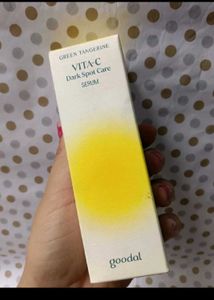 GREEN TANGERINE
VITA-C
Dark Spot Care
SERUM
goodal